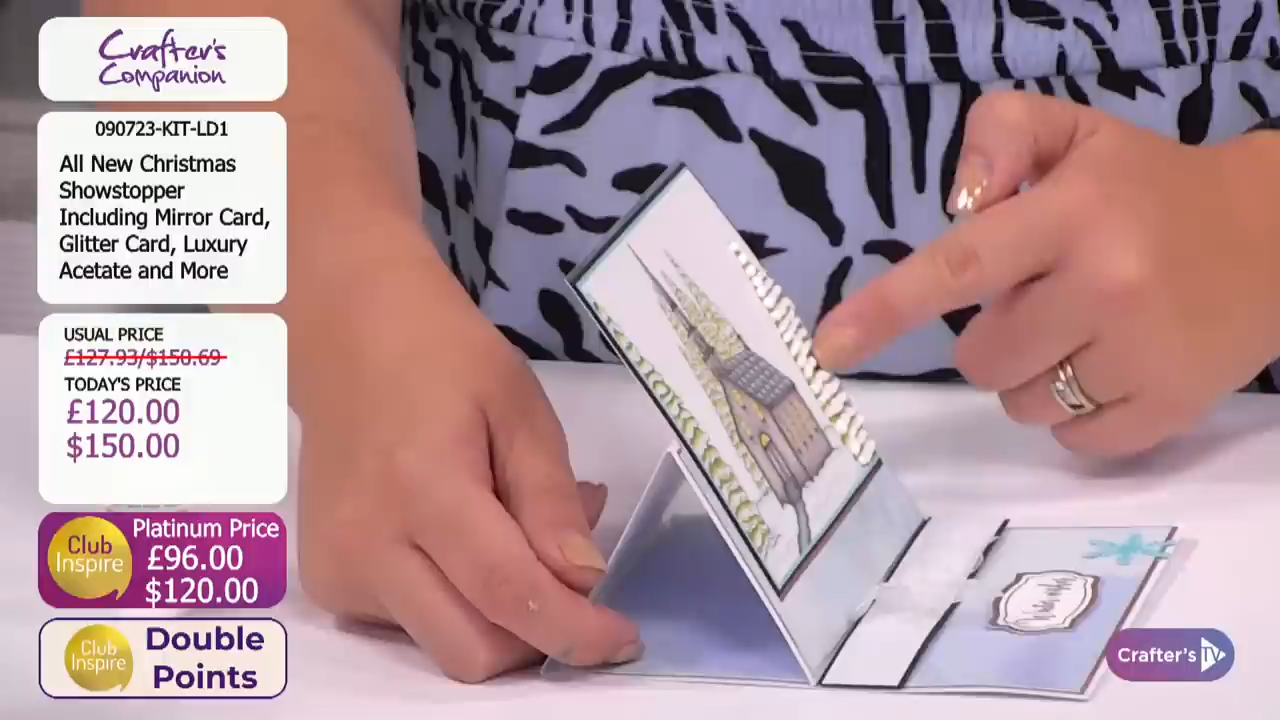 Crafter's
Companion
090723-KIT-LD1
All New Christmas
Showstopper
Including Mirror Card,
Glitter Card, Luxury
Acetate and More
USUAL PRICE
£127.93/$150.69
TODAY'S PRICE
£120.00
$150.00
Club
Inspire
Platinum Price
£96.00
$120.00
Club
Inspire
Double
Points
Crafter's TV